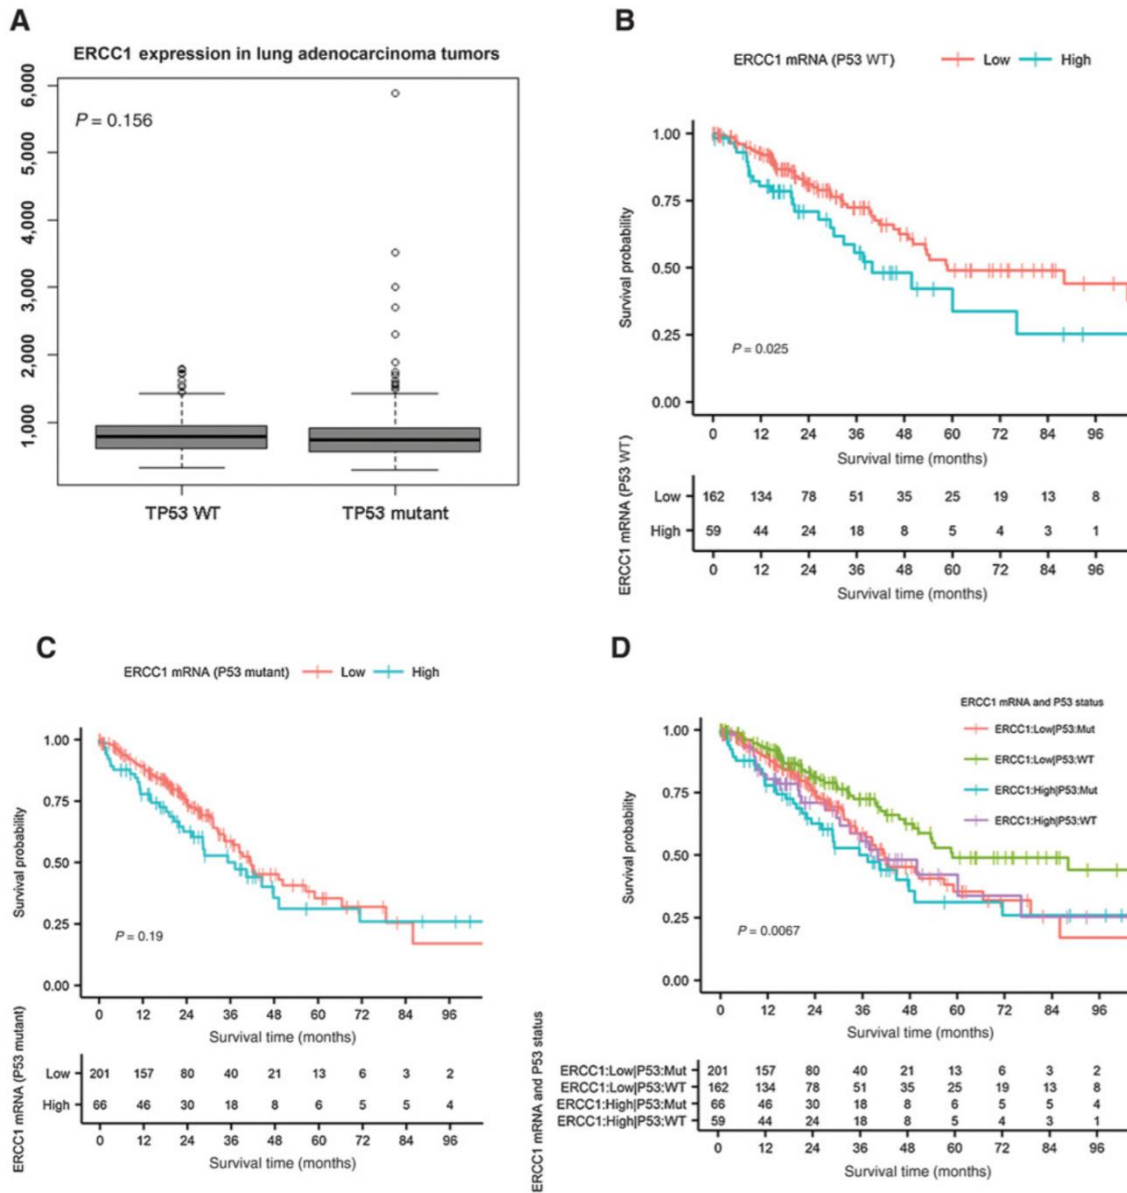 A
ERCC1 expression in lung adenocarcinoma tumors
P = 0.156
6,000
5,000
4,000
3,000
2,000
1,000
TP53 WT TP53 mutant
B
ERCC1 mRNA (P53 WT) Low High
Survival probability
1.00
0.75
0.50
0.25
0.00
P = 0.025
0 12 24 36 48 60 72 84 96
Survival time (months)
ERCC1 mRNA (P53 WT)
Low 162 134 78 51 35 25 19 13 8
High 59 44 24 18 8 5 4 3 1
0 12 24 36 48 60 72 84 96
Survival time (months)
C
ERCC1 mRNA (P53 mutant) Low High
Survival probability
1.00
0.75
0.50
0.25
0.00
P = 0.19
0 12 24 36 48 60 72 84 96
Survival time (months)
ERCC1 mRNA (P53 mutant)
Low 201 157 80 40 21 13 6 3 2
High 66 46 30 18 8 6 5 5 4
0 12 24 36 48 60 72 84 96
Survival time (months)
D
ERCC1 mRNA and P53 status
ERCC1:Low|P53:Mut
ERCC1:Low|P53:WT
ERCC1:High|P53:Mut
ERCC1:High|P53:WT
Survival probability
1.00
0.75
0.50
0.25
0.00
P = 0.0067
0 12 24 36 48 60 72 84 96
Survival time (months)
ERCC1 mRNA and P53 status
ERCC1:Low|P53:Mut 201 157 80 40 21 13 6 3 2
ERCC1:Low|P53:WT 162 134 78 51 35 25 19 13 8
ERCC1:High|P53:Mut 66 46 30 18 8 6 5 5 4
ERCC1:High|P53:WT 59 44 24 18 8 5 4 3 1
0 12 24 36 48 60 72 84 96
Survival time (months)